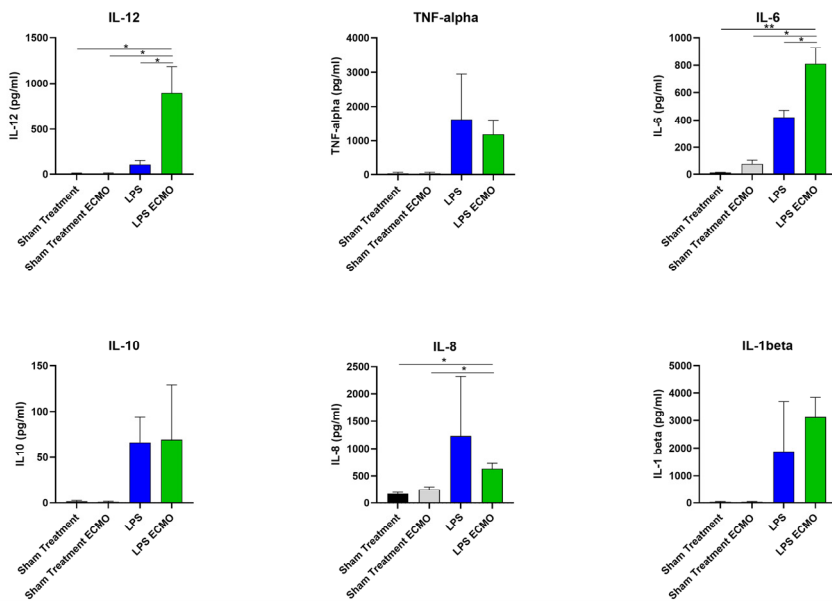 IL-12
*
*
*
1500
1000
500
0
IL-12 (pg/ml)
Sham Treatment
Sham Treatment ECMO
LPS
LPS ECMO
TNF-alpha
4000
3000
2000
1000
0
TNF-alpha (pg/ml)
Sham Treatment
Sham Treatment ECMO
LPS
LPS ECMO
IL-6
**
*
*
1000
800
600
400
200
0
IL-6 (pg/ml)
Sham Treatment
Sham Treatment ECMO
LPS
LPS ECMO
IL-10
150
100
50
0
IL10 (pg/ml)
Sham Treatment
Sham Treatment ECMO
LPS
LPS ECMO
IL-8
*
*
2500
2000
1500
1000
500
0
IL-8 (pg/ml)
Sham Treatment
Sham Treatment ECMO
LPS
LPS ECMO
IL-1beta
5000
4000
3000
2000
1000
0
IL-1 beta (pg/ml)
Sham Treatment
Sham Treatment ECMO
LPS
LPS ECMO